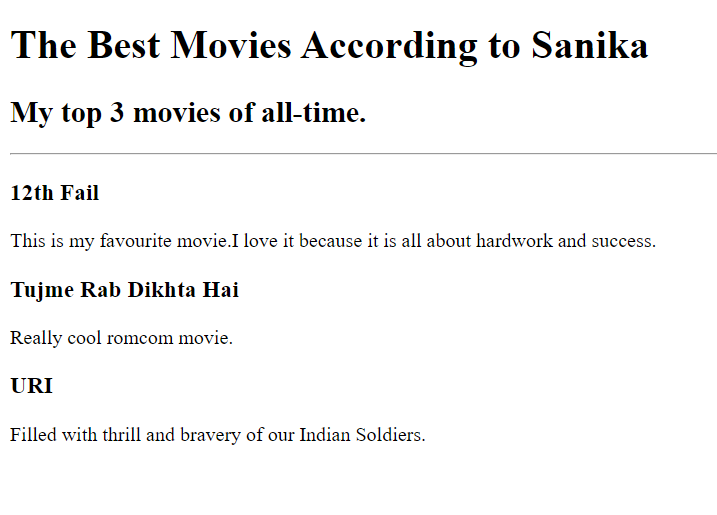 The Best Movies According to Sanika
My top 3 movies of all-time.
12th Fail
This is my favourite movie.I love it because it is all about hardwork and success.
Tujme Rab Dikhta Hai
Really cool romcom movie.
URI
Filled with thrill and bravery of our Indian Soldiers.